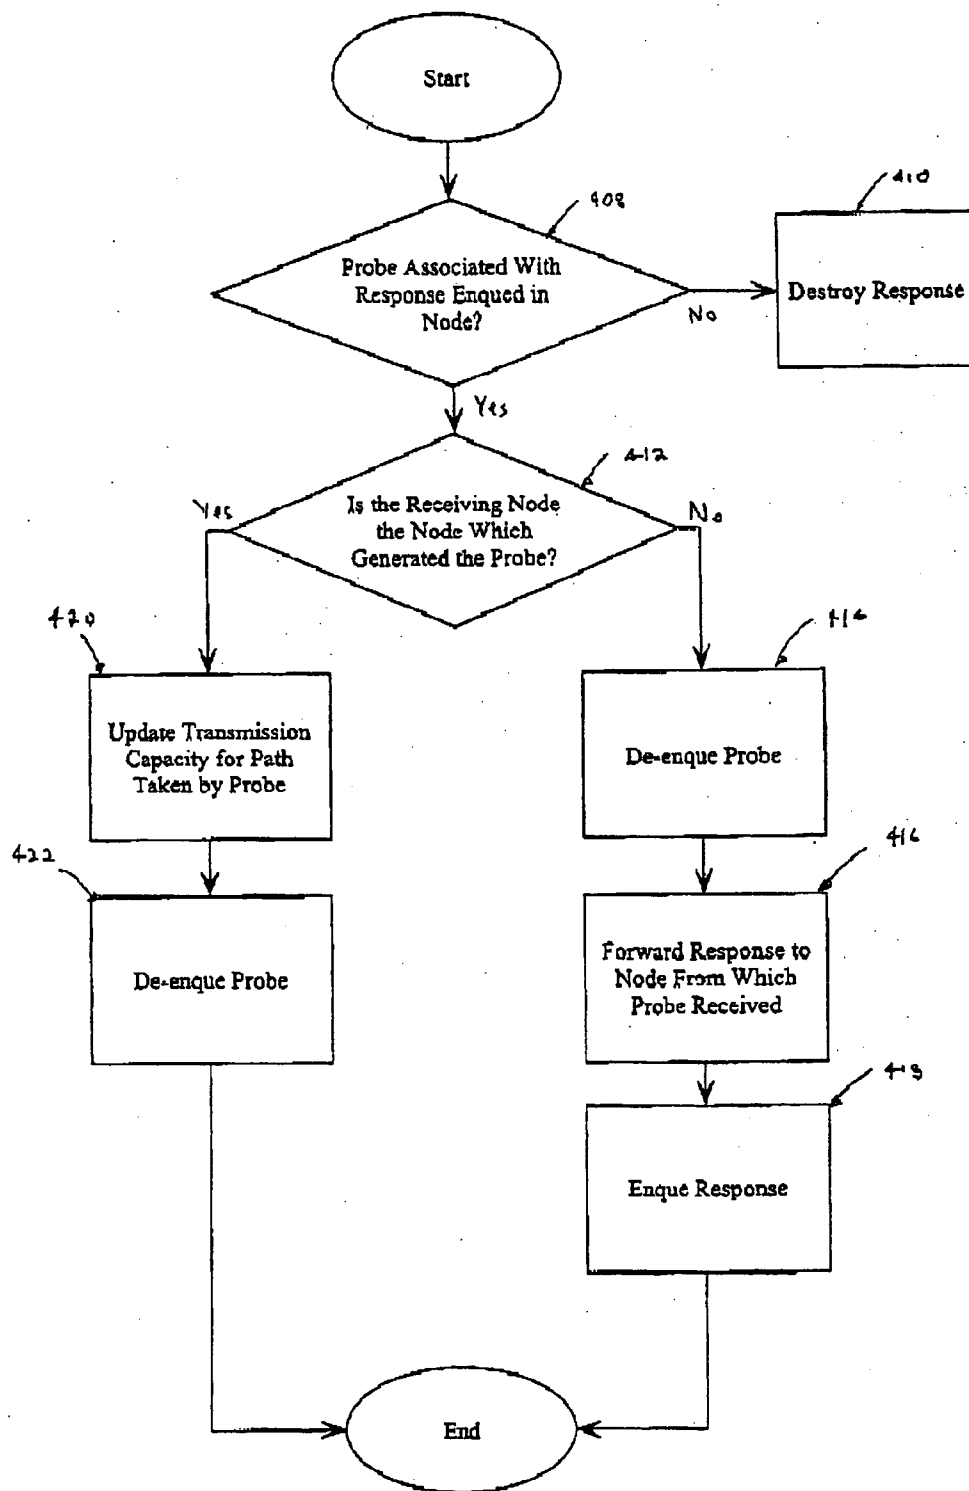 Start
408
410
Probe Associated With
Response Enqued in
Node?
No
Destroy Response
Yes
412
Is the Receiving Node
the Node Which
Generated the Probe?
Yes
No
420
Update Transmission
Capacity for Path
Taken by Probe
De-enque Probe
422
416
De-enque Probe
Forward Response to
Node From Which
Probe Received
418
Enque Response
End